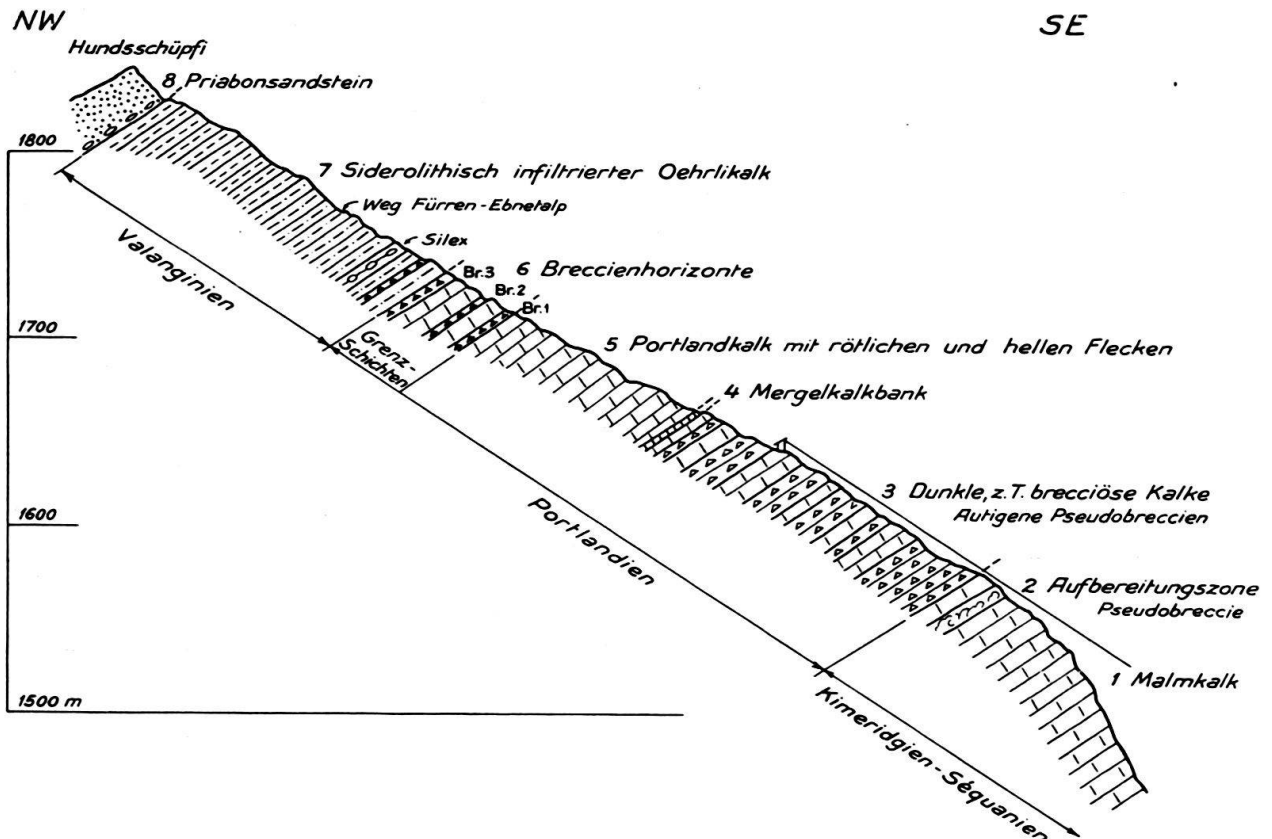 NW
SE
Hundsschüpfi
8 Priabonsandstein
1800
7 Siderolithisch infiltrierter Oehrlikalk
Weg Fürren-Ebnetalp
Silex
Valanginien
Br.3
6 Breccienhorizonte
Br.2
Br.1
1700
Grenz-
Schichten
5 Portlandkalk mit rötlichen und hellen Flecken
4 Mergelkalkbank
3 Dunkle, z.T. brecciöse Kalke
Autigene Pseudobreccien
1600
Portlandien
2 Aufbereitungszone
Pseudobreccie
1 Malmkalk
1500 m
Kimeridgien-Séquanien